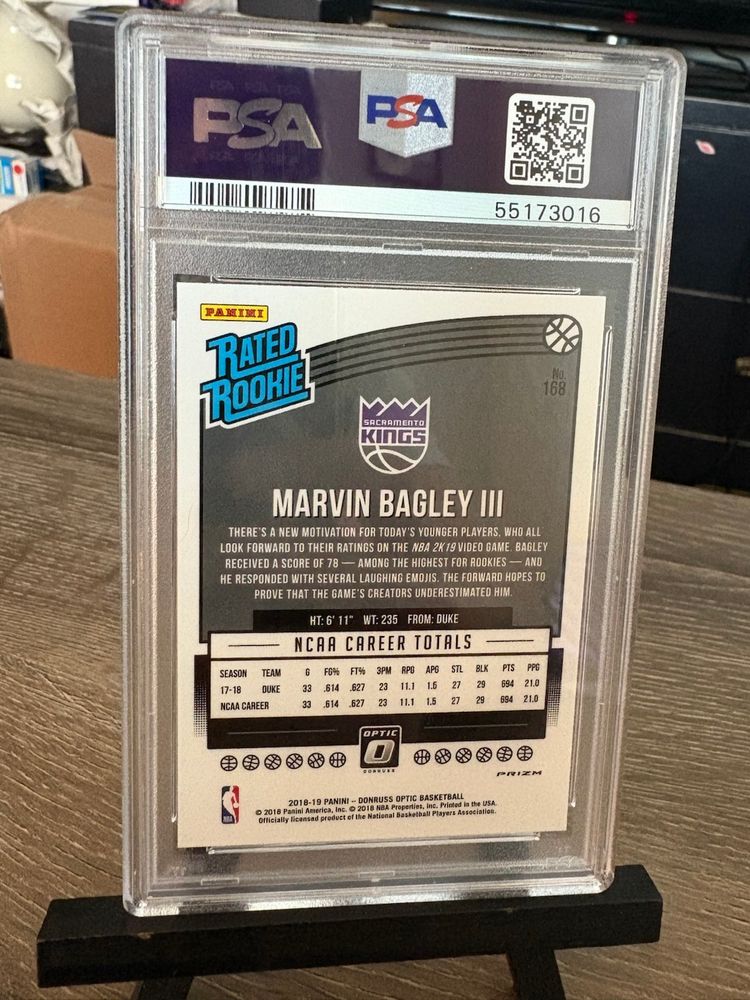 PSA
PSA
55173016
PANINI
RATED
ROOKIE
No.
168
SACRAMENTO
KINGS
MARVIN BAGLEY III
THERE'S A NEW MOTIVATION FOR TODAY'S YOUNGER PLAYERS, WHO ALL
LOOK FORWARD TO THEIR RATINGS ON THE NBA 2K19 VIDEO GAME. BAGLEY
RECEIVED A SCORE OF 78 — AMONG THE HIGHEST FOR ROOKIES — AND
HE RESPONDED WITH SEVERAL LAUGHING EMOJIS. THE FORWARD HOPES TO
PROVE THAT THE GAME'S CREATORS UNDERESTIMATED HIM.
HT: 6' 11" WT: 235 FROM: DUKE
NCAA CAREER TOTALS
SEASON TEAM G FG% FT% 3PM RPG APG STL BLK PTS PPG
17-18 DUKE 33 .614 .627 23 11.1 1.5 27 29 694 21.0
NCAA CAREER 33 .614 .627 23 11.1 1.5 27 29 694 21.0
OPTIC
DONRUSS
PRIZM
NBA
2018-19 PANINI – DONRUSS OPTIC BASKETBALL
© 2018 Panini America, Inc. © 2018 NBA Properties, Inc. Printed in the USA.
Officially licensed product of the National Basketball Players Association.